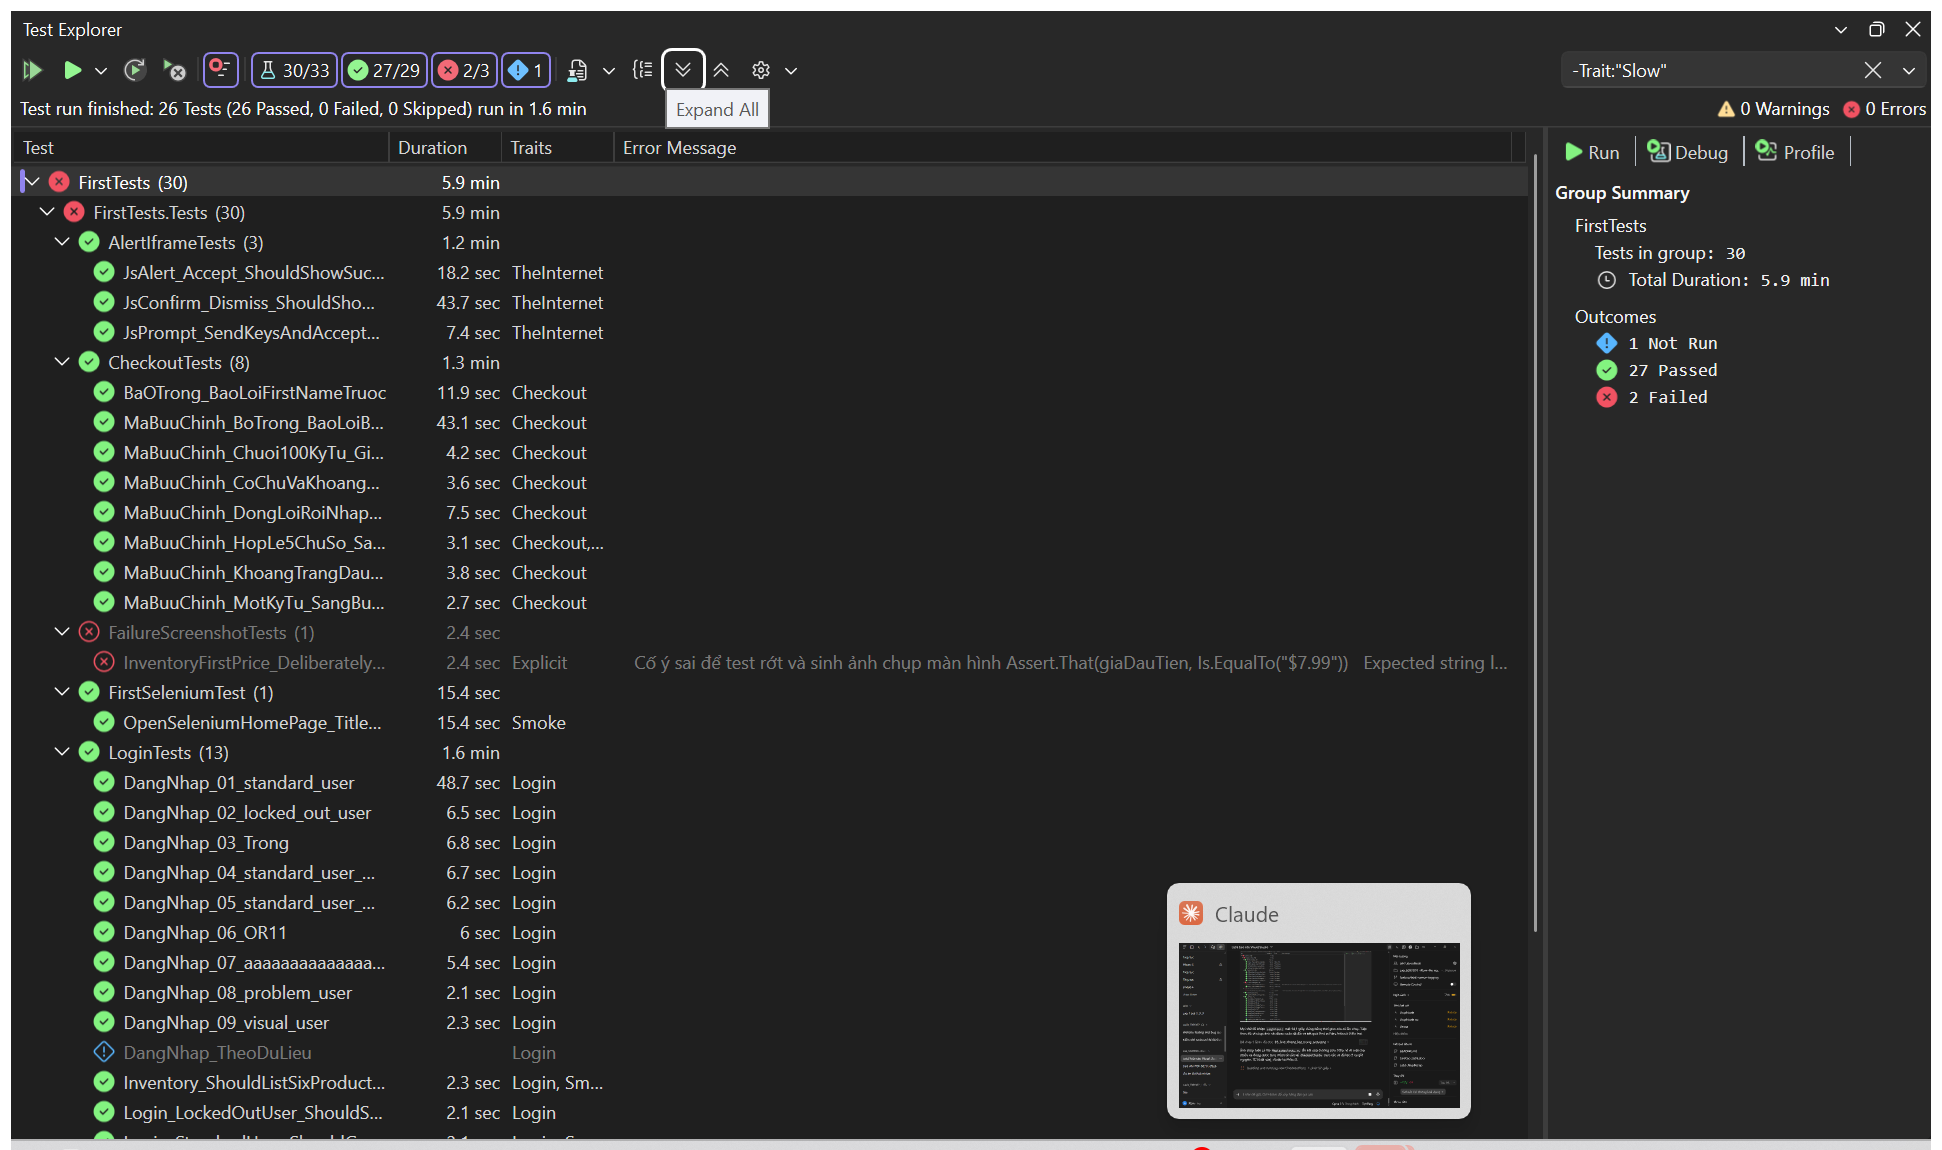 Test Explorer
30/33 27/29 2/3 1 -Trait:"Slow"
Test run finished: 26 Tests (26 Passed, 0 Failed, 0 Skipped) run in 1.6 min Expand All 0 Warnings 0 Errors
Test Duration Traits Error Message
FirstTests (30) 5.9 min
FirstTests.Tests (30) 5.9 min
AlertIframeTests (3) 1.2 min
JsAlert_Accept_ShouldShowSuc... 18.2 sec TheInternet
JsConfirm_Dismiss_ShouldSho... 43.7 sec TheInternet
JsPrompt_SendKeysAndAccept... 7.4 sec TheInternet
CheckoutTests (8) 1.3 min
BaOTrong_BaoLoiFirstNameTruoc 11.9 sec Checkout
MaBuuChinh_BoTrong_BaoLoiB... 43.1 sec Checkout
MaBuuChinh_Chuoi100KyTu_Gi... 4.2 sec Checkout
MaBuuChinh_CoChuVaKhoang... 3.6 sec Checkout
MaBuuChinh_DongLoiRoiNhap... 7.5 sec Checkout
MaBuuChinh_HopLe5ChuSo_Sa... 3.1 sec Checkout,...
MaBuuChinh_KhoangTrangDau... 3.8 sec Checkout
MaBuuChinh_MotKyTu_SangBu... 2.7 sec Checkout
FailureScreenshotTests (1) 2.4 sec
InventoryFirstPrice_Deliberately... 2.4 sec Explicit Cố ý sai để test rớt và sinh ảnh chụp màn hình Assert.That(giaDauTien, Is.EqualTo("$7.99")) Expected string l...
FirstSeleniumTest (1) 15.4 sec
OpenSeleniumHomePage_Title... 15.4 sec Smoke
LoginTests (13) 1.6 min
DangNhap_01_standard_user 48.7 sec Login
DangNhap_02_locked_out_user 6.5 sec Login
DangNhap_03_Trong 6.8 sec Login
DangNhap_04_standard_user_... 6.7 sec Login
DangNhap_05_standard_user_... 6.2 sec Login
DangNhap_06_OR11 6 sec Login
DangNhap_07_aaaaaaaaaaaaaa... 5.4 sec Login
DangNhap_08_problem_user 2.1 sec Login
DangNhap_09_visual_user 2.3 sec Login
DangNhap_TheoDuLieu Login
Inventory_ShouldListSixProduct... 2.3 sec Login, Sm...
Login_LockedOutUser_ShouldS... 2.1 sec Login
Run Debug Profile
Group Summary
FirstTests
Tests in group: 30
Total Duration: 5.9 min
Outcomes
1 Not Run
27 Passed
2 Failed
Claude